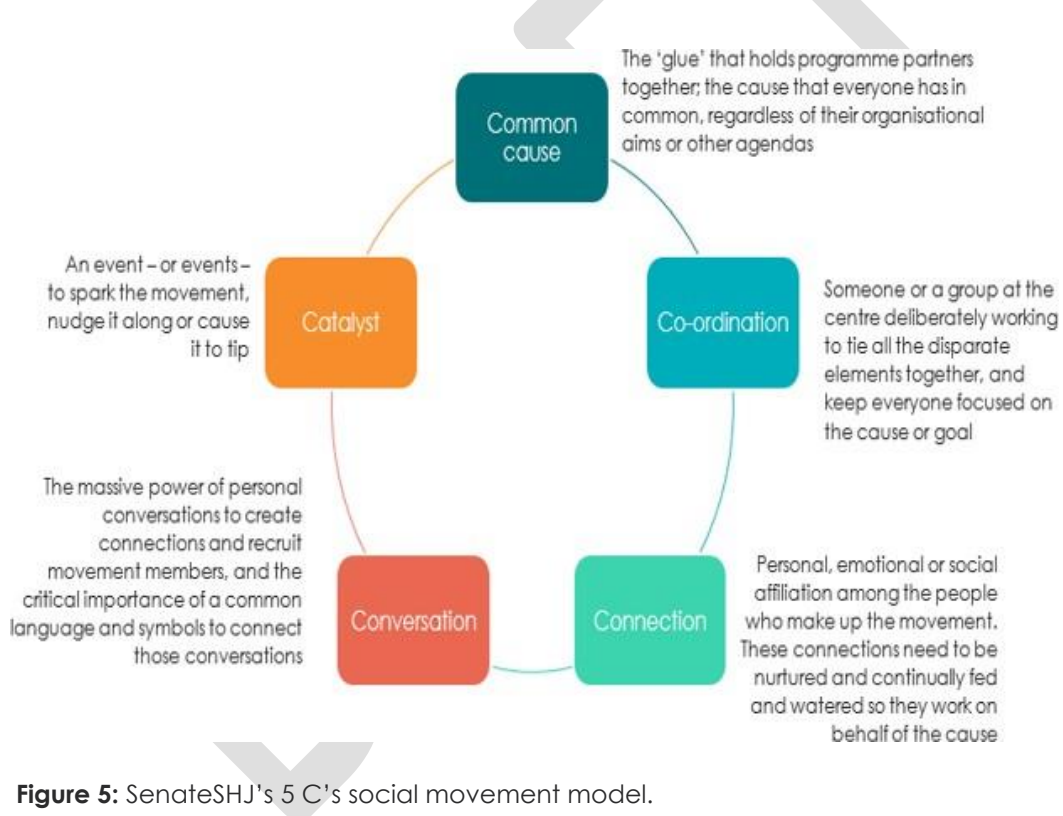 Common
cause
The 'glue' that holds programme partners
together; the cause that everyone has in
common, regardless of their organisational
aims or other agendas
Co-ordination
Someone or a group at the
centre deliberately working
to tie all the disparate
elements together, and
keep everyone focused on
the cause or goal
Connection
Personal, emotional or social
affiliation among the people
who make up the movement.
These connections need to be
nurtured and continually fed
and watered so they work on
behalf of the cause
Conversation
The massive power of personal
conversations to create
connections and recruit
movement members, and the
critical importance of a common
language and symbols to connect
those conversations
Catalyst
An event – or events –
to spark the movement,
nudge it along or cause
it to tip
Figure 5: SenateSHJ's 5 C's social movement model.